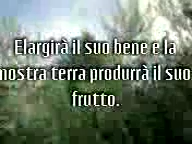 Elargirà il suo bene e la
nostra terra produrrà il suo
frutto.